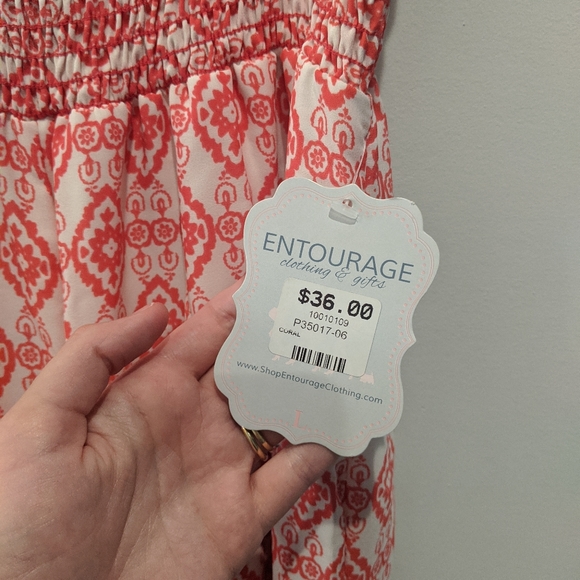 ENTOURAGE
clothing & gifts
$36.00
10010109
P35017-06
CORAL
www.ShopEntourageClothing.com
L